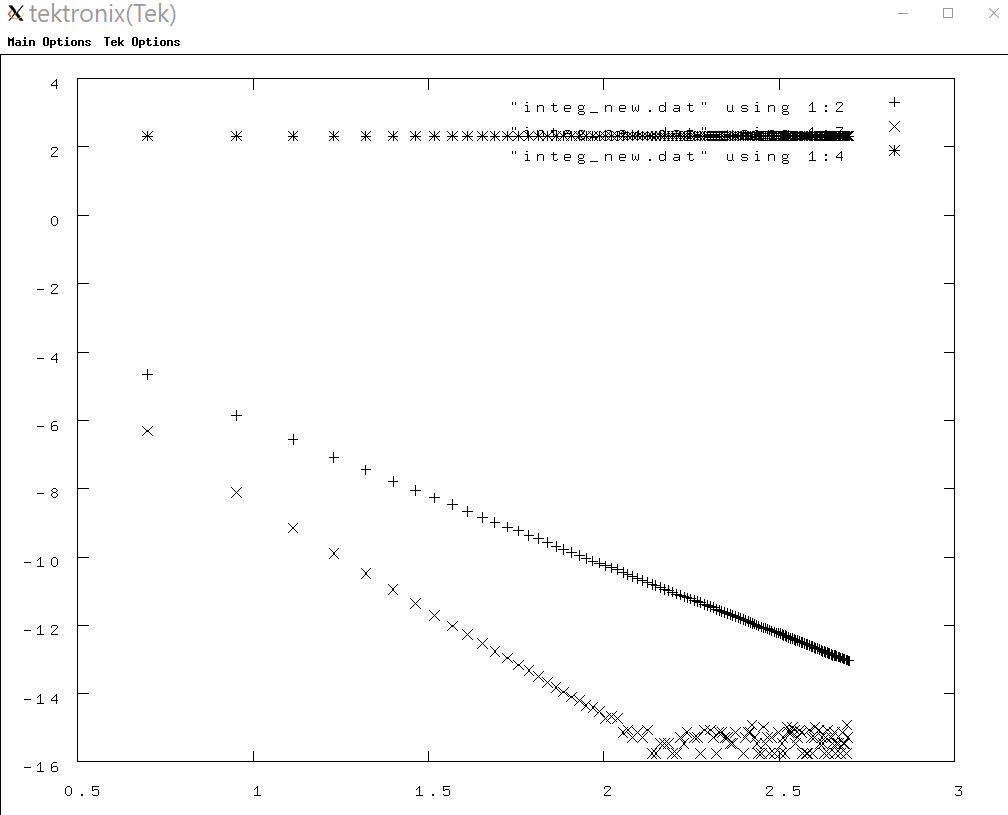 tektronix(Tek)
Main Options Tek Options
4
2
0
-2
-4
-6
-8
-10
-12
-14
-16
0.5 1 1.5 2 2.5 3
"integ_new.dat" using 1:2
"integ_new.dat" using 1:4